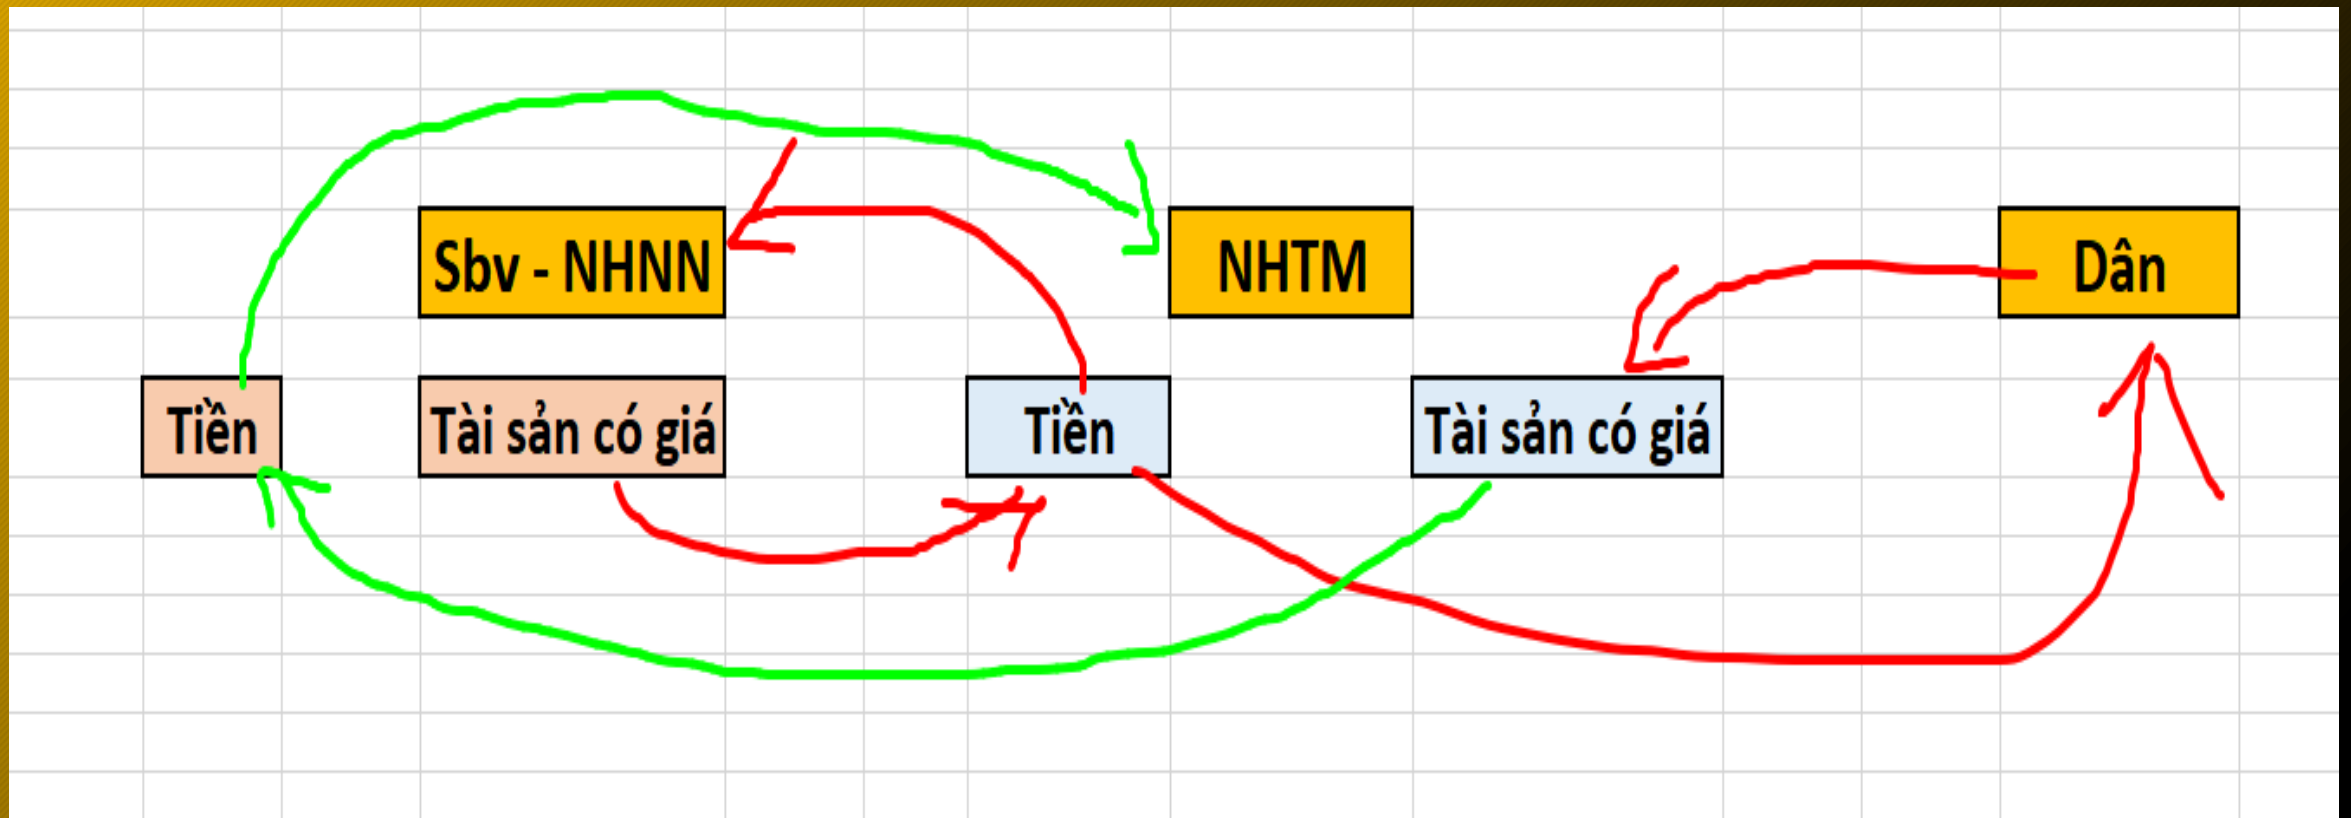 Sbv - NHNN
NHTM
Dân
Tiền
Tài sản có giá
Tiền
Tài sản có giá